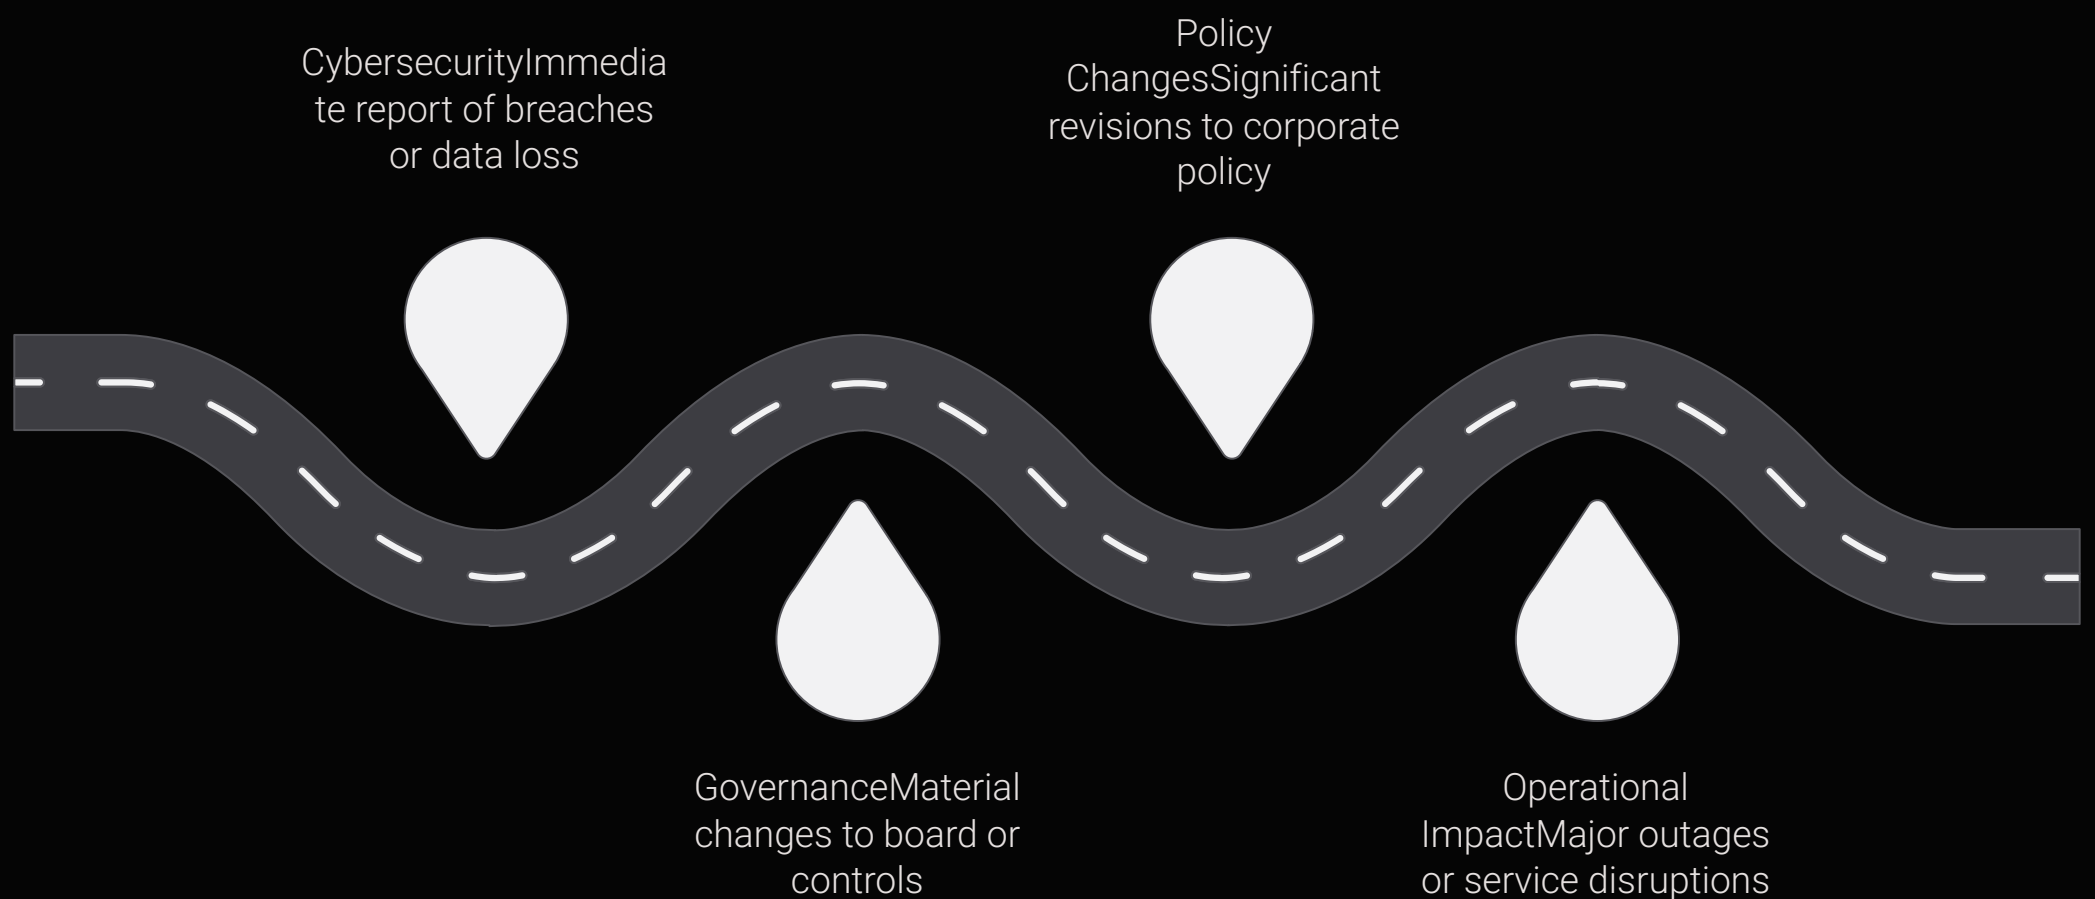 CybersecurityImmedia
te report of breaches
or data loss
GovernanceMaterial
changes to board or
controls
Policy
ChangesSignificant
revisions to corporate
policy
Operational
ImpactMajor outages
or service disruptions